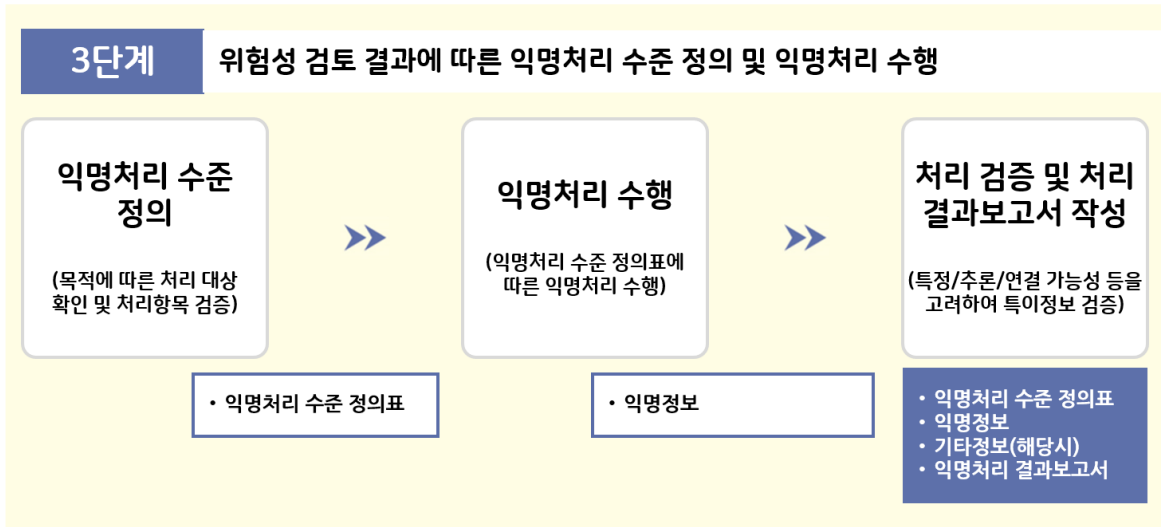 3단계
위험성 검토 결과에 따른 익명처리 수준 정의 및 익명처리 수행
익명처리 수준
정의
(목적에 따른 처리 대상
확인 및 처리항목 검증)
익명처리 수행
(익명처리 수준 정의표에
따른 익명처리 수행)
처리 검증 및 처리
결과보고서 작성
(특정/추론/연결 가능성 등을
고려하여 특이정보 검증)
• 익명처리 수준 정의표
• 익명정보
• 익명처리 수준 정의표
• 익명정보
• 기타정보(해당시)
• 익명처리 결과보고서